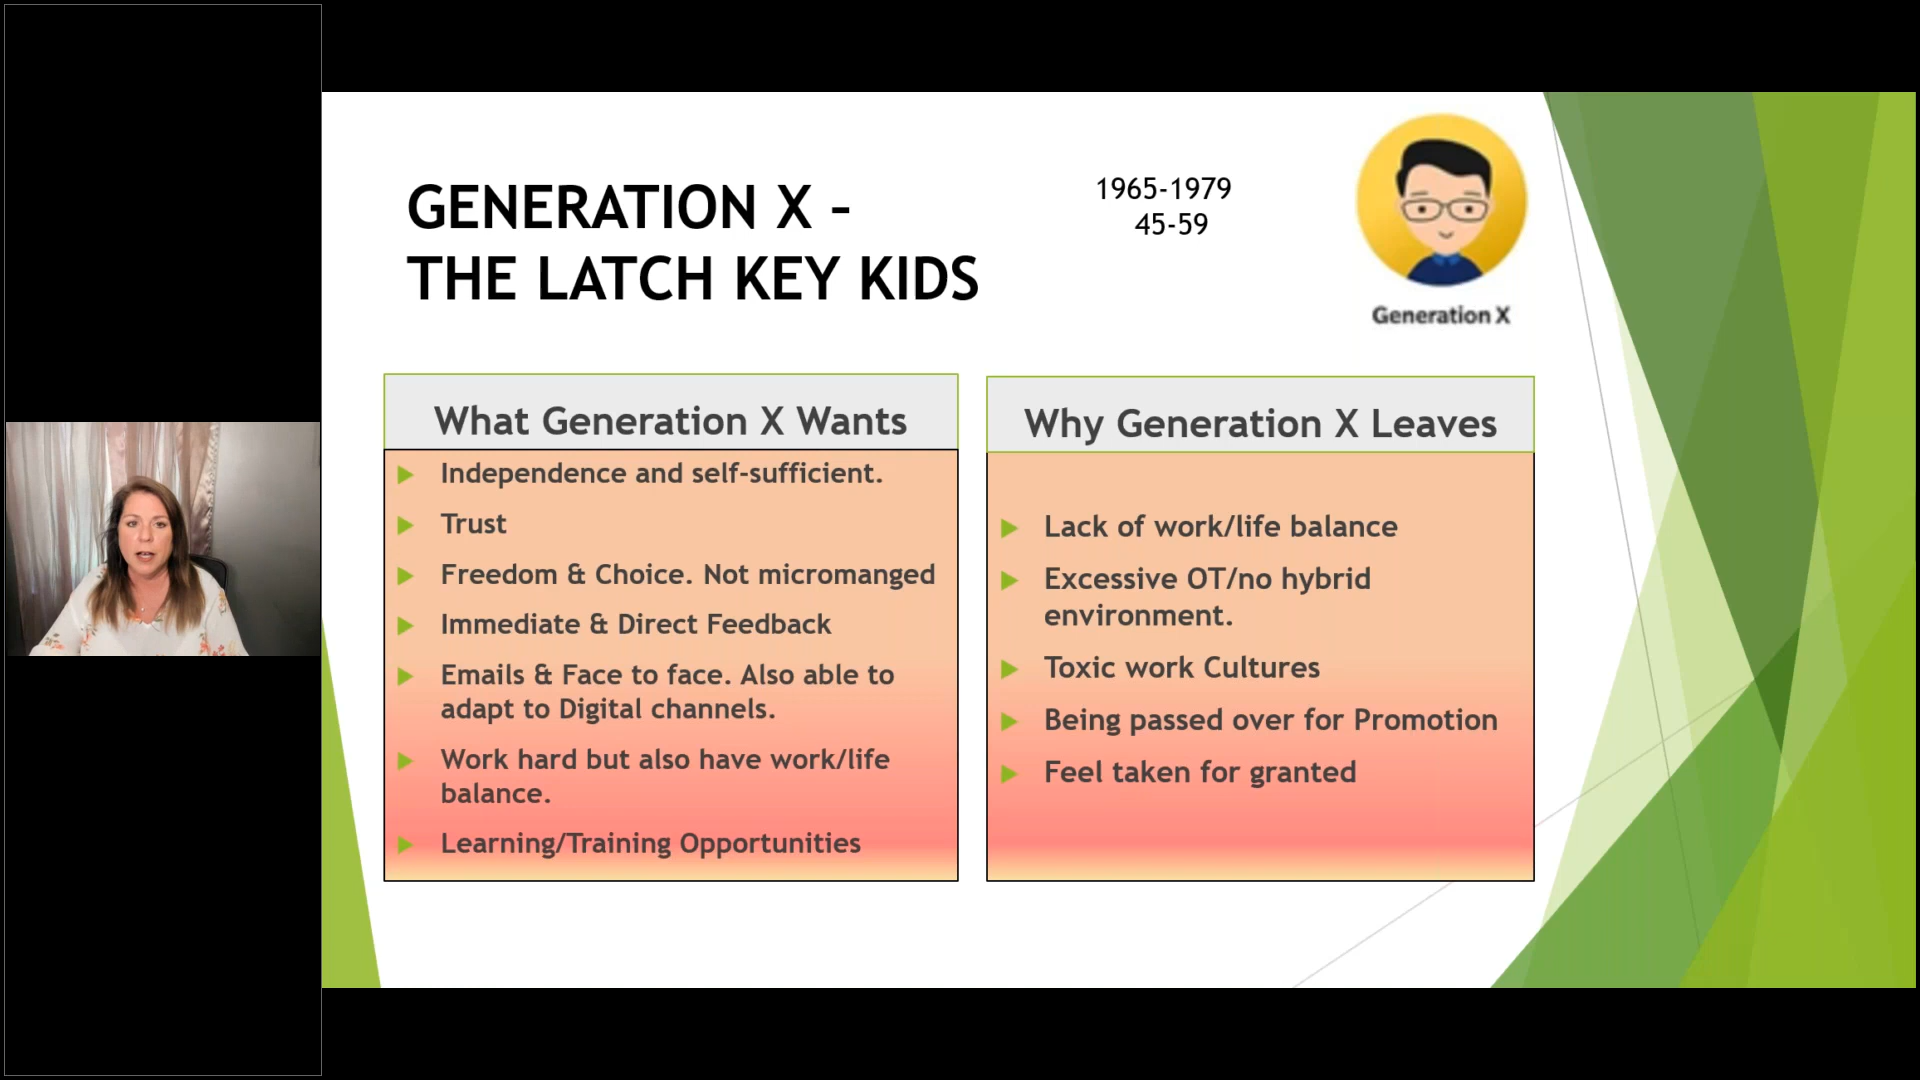 GENERATION X –
THE LATCH KEY KIDS
1965-1979
45-59
Generation X
What Generation X Wants
Independence and self-sufficient.
Trust
Freedom & Choice. Not micromanged
Immediate & Direct Feedback
Emails & Face to face. Also able to
adapt to Digital channels.
Work hard but also have work/life
balance.
Learning/Training Opportunities
Why Generation X Leaves
Lack of work/life balance
Excessive OT/no hybrid
environment.
Toxic work Cultures
Being passed over for Promotion
Feel taken for granted